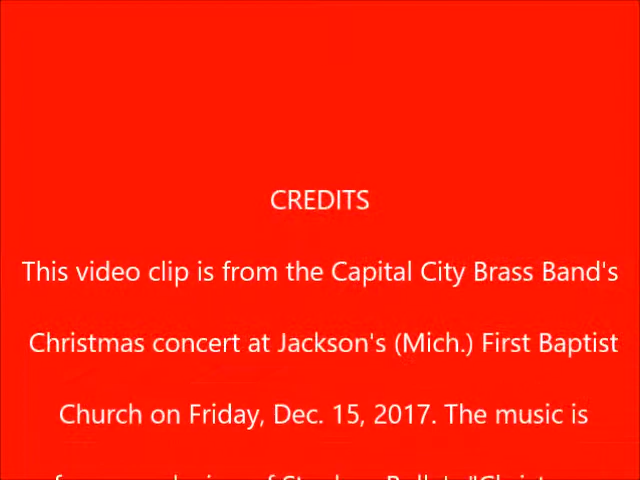 CREDITS
This video clip is from the Capital City Brass Band's
Christmas concert at Jackson's (Mich.) First Baptist
Church on Friday, Dec. 15, 2017. The music is